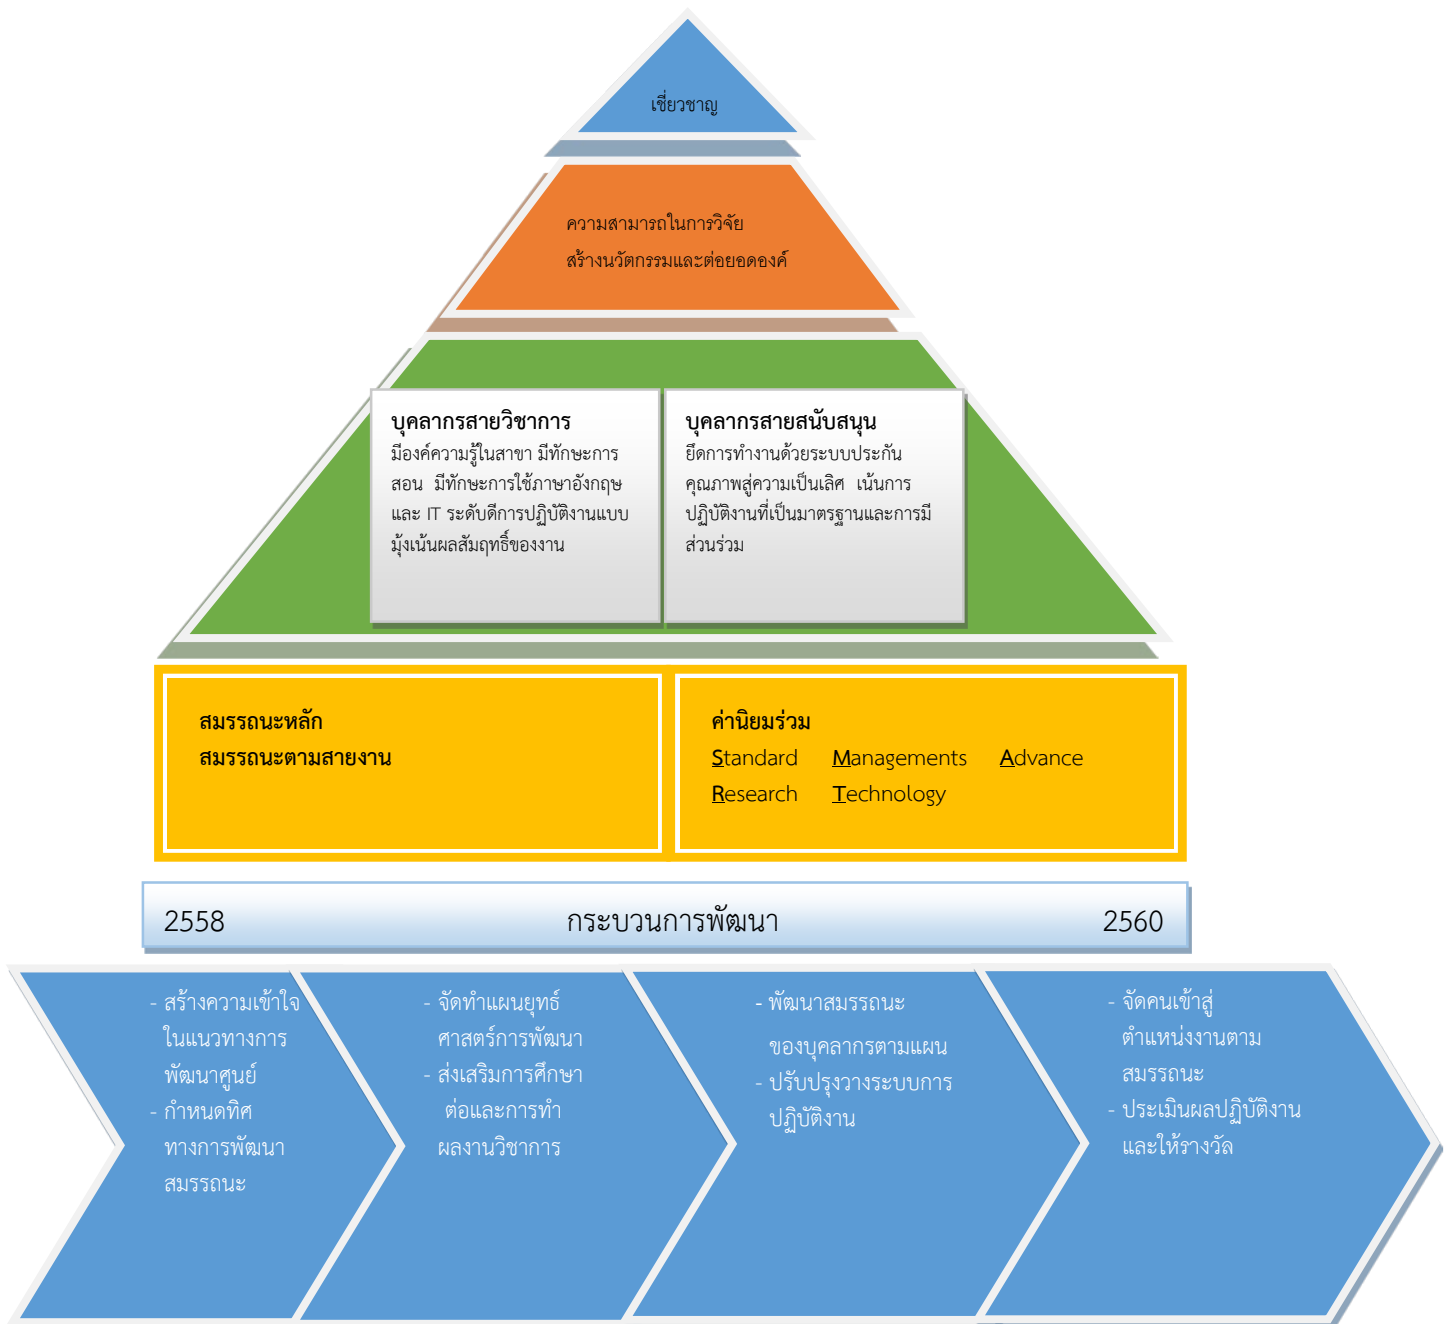 เชี่ยวชาญ
ความสามารถในการวิจัย
สร้างนวัตกรรมและต่อยอดองค์
บุคลากรสายวิชาการ
มีองค์ความรู้ในสาขา มีทักษะการ
สอน มีทักษะการใช้ภาษาอังกฤษ
และ IT ระดับดีการปฏิบัติงานแบบ
มุ้งเน้นผลสัมฤทธิ์ของงาน
บุคลากรสายสนับสนุน
ยึดการทำงานด้วยระบบประกัน
คุณภาพสู่ความเป็นเลิศ เน้นการ
ปฏิบัติงานที่เป็นมาตรฐานและการมี
ส่วนร่วม
สมรรถนะหลัก
สมรรถนะตามสายงาน
ค่านิยมร่วม
Standard Managements Advance
Research Technology
2558 กระบวนการพัฒนา 2560
- สร้างความเข้าใจ
ในแนวทางการ
พัฒนาศูนย์
- กำหนดทิศ
ทางการพัฒนา
สมรรถนะ
- จัดทำแผนยุทธ์
ศาสตร์การพัฒนา
- ส่งเสริมการศึกษา
ต่อและการทำ
ผลงานวิชาการ
- พัฒนาสมรรถนะ
ของบุคลากรตามแผน
- ปรับปรุงวางระบบการ
ปฏิบัติงาน
- จัดคนเข้าสู่
ตำแหน่งงานตาม
สมรรถนะ
- ประเมินผลปฏิบัติงาน
และให้รางวัล